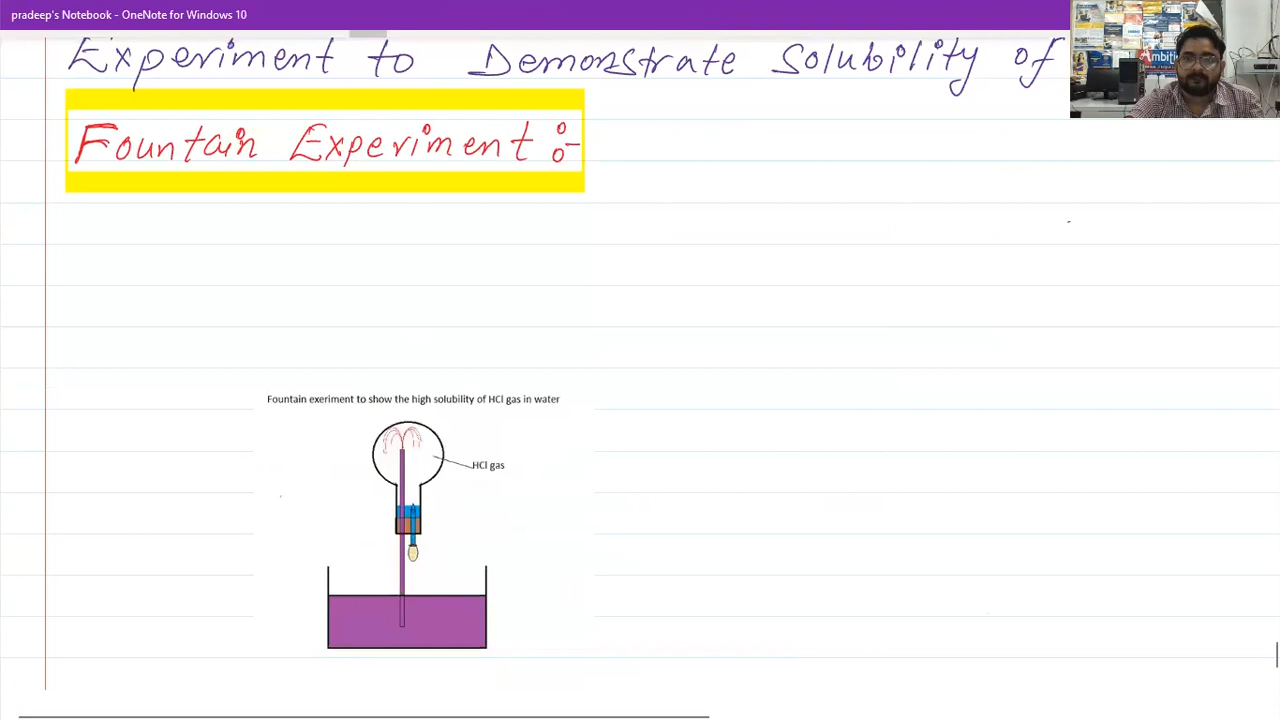 pradeep's Notebook - OneNote for Windows 10
Experiment to Demonstrate Solubility of
Fountain Experiment :-
Fountain exeriment to show the high solubility of HCl gas in water
HCl gas